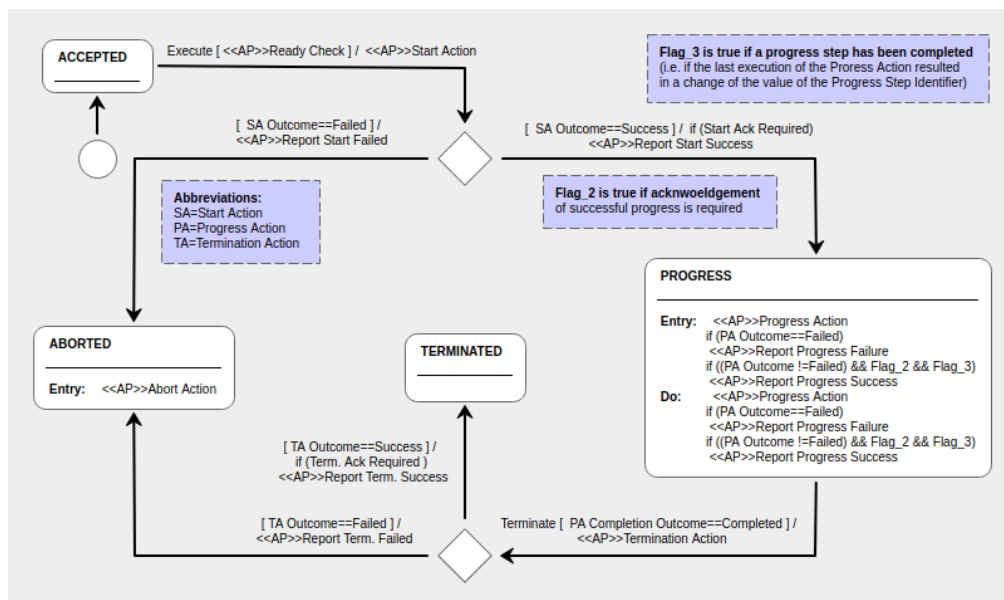 ACCEPTED
Execute [ <<AP>>Ready Check ] / <<AP>>Start Action
Flag_3 is true if a progress step has been completed
(i.e. if the last execution of the Proress Action resulted
in a change of the value of the Progress Step Identifier)
[ SA Outcome==Failed ] /
<<AP>>Report Start Failed
[ SA Outcome==Success ] / if (Start Ack Required)
<<AP>>Report Start Success
Abbreviations:
SA=Start Action
PA=Progress Action
TA=Termination Action
Flag_2 is true if acknwoeldgement
of successful progress is required
PROGRESS
Entry: <<AP>>Progress Action
if (PA Outcome==Failed)
<<AP>>Report Progress Failure
if ((PA Outcome !=Failed) && Flag_2 && Flag_3)
<<AP>>Report Progress Success
Do: <<AP>>Progress Action
if (PA Outcome==Failed)
<<AP>>Report Progress Failure
if ((PA Outcome !=Failed) && Flag_2 && Flag_3)
<<AP>>Report Progress Success
ABORTED
Entry: <<AP>>Abort Action
TERMINATED
[ TA Outcome==Success ] /
if (Term. Ack Required )
<<AP>>Report Term. Success
[ TA Outcome==Failed ] /
<<AP>>Report Term. Failed
Terminate [ PA Completion Outcome==Completed ] /
<<AP>>Termination Action